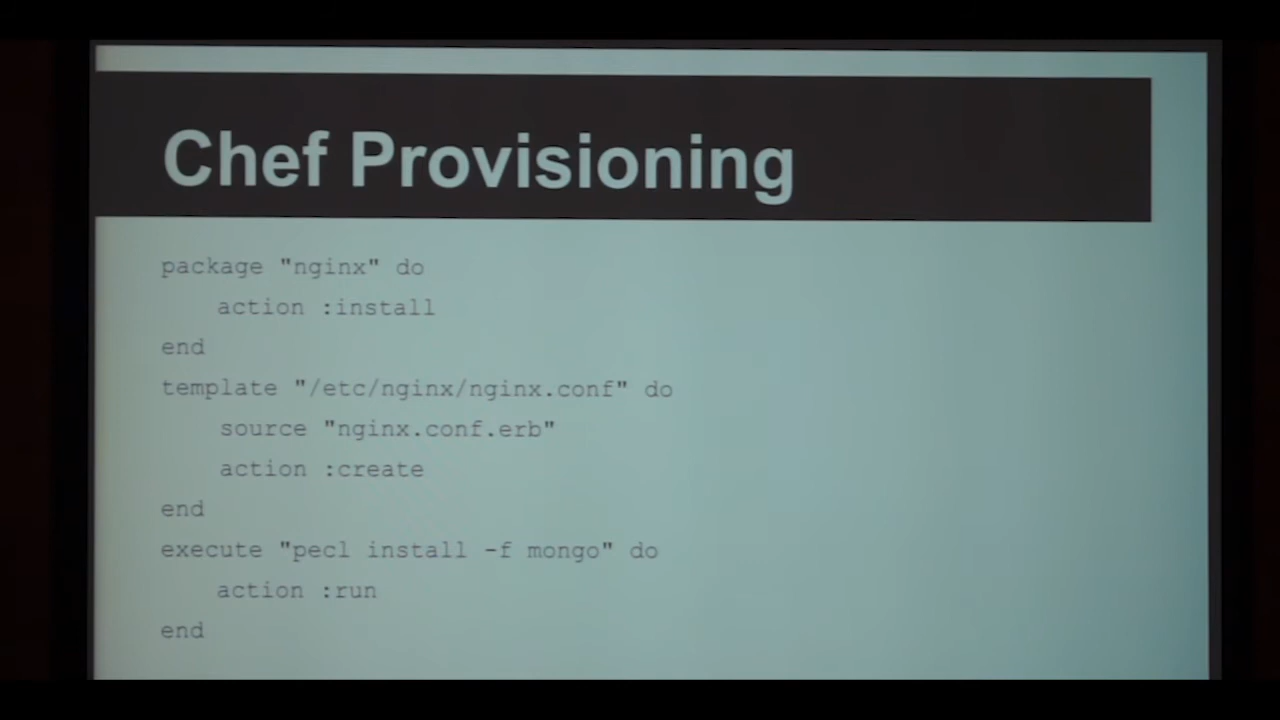 Chef Provisioning
package "nginx" do
action :install
end
template "/etc/nginx/nginx.conf" do
source "nginx.conf.erb"
action :create
end
execute "pecl install -f mongo" do
action :run
end